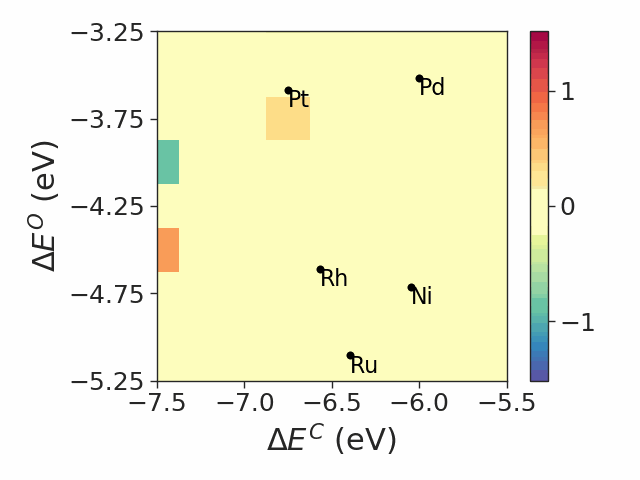 −3.25
−3.75
−4.25
−4.75
−5.25
ΔE^O (eV)
Pt
Pd
Rh
Ni
Ru
−7.5 −7.0 −6.5 −6.0 −5.5
ΔE^C (eV)
1
0
−1